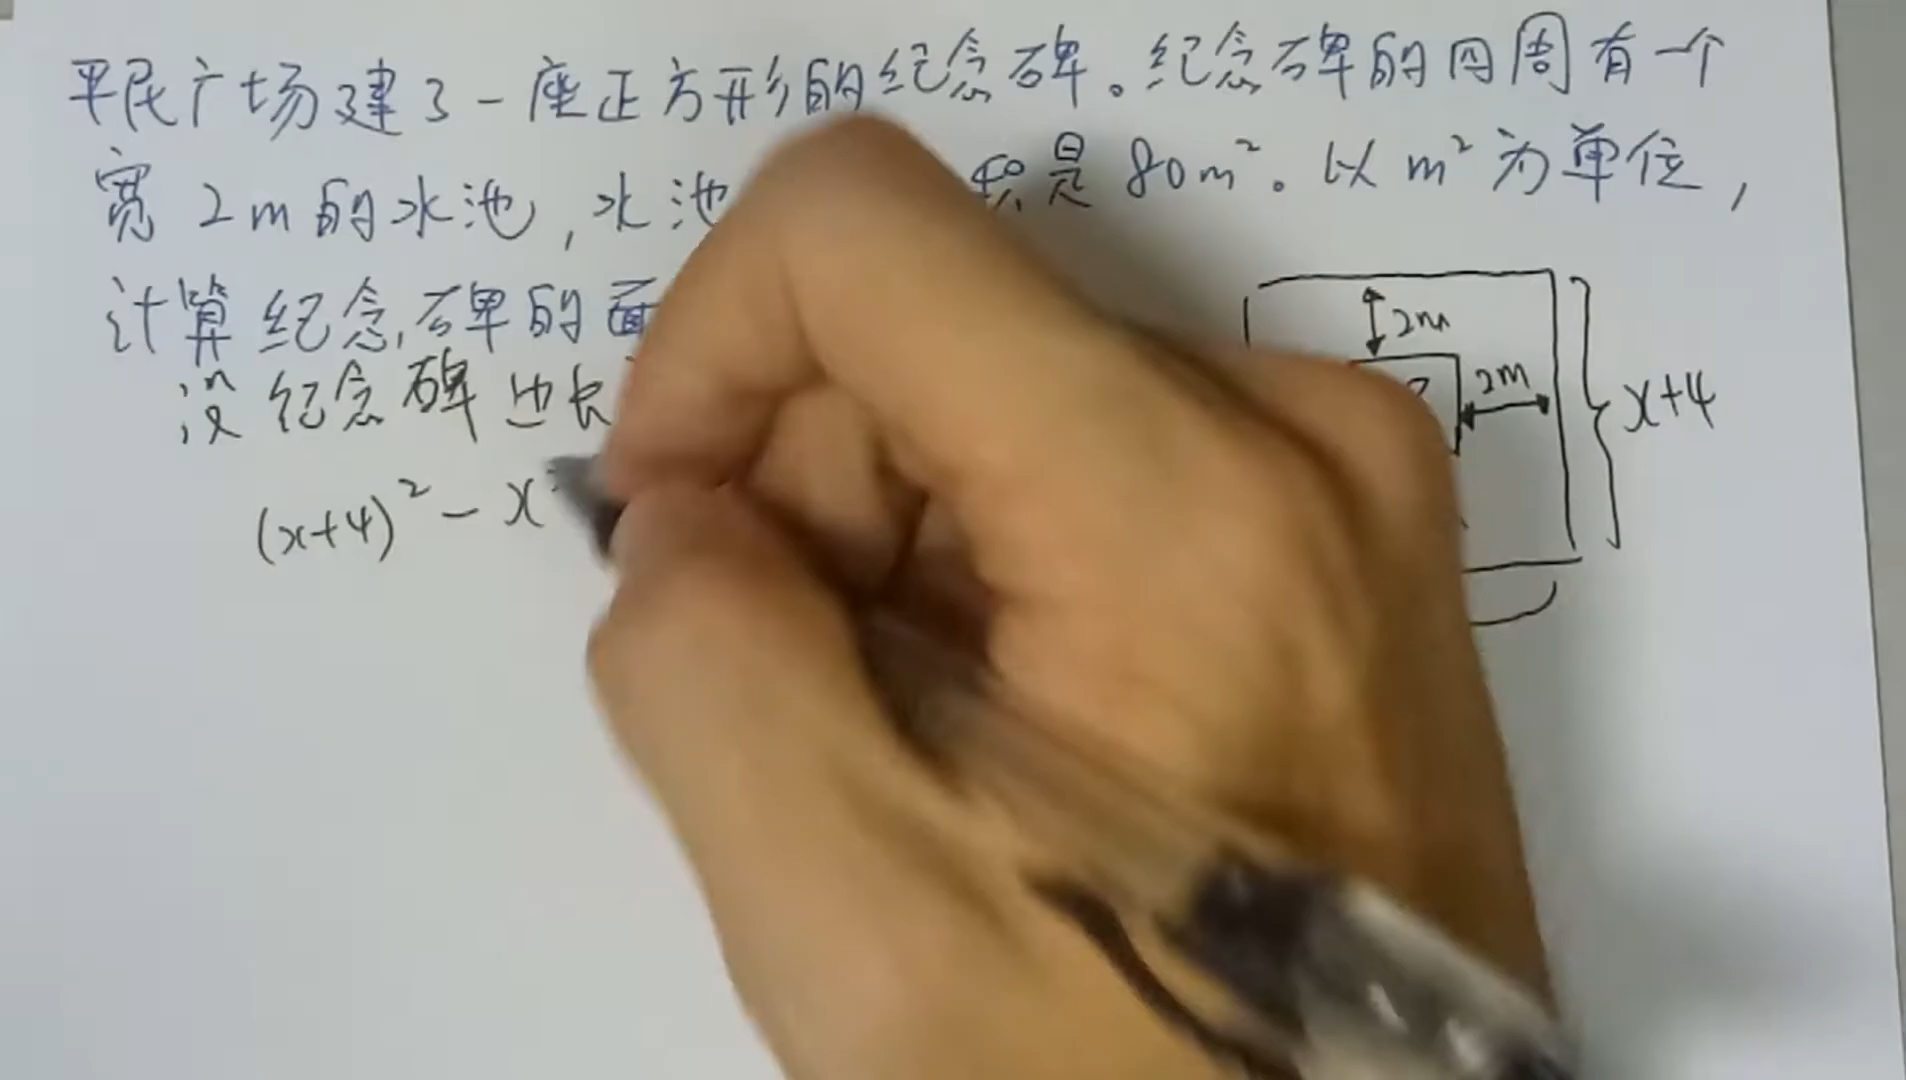 平民广场建了一座正方形的纪念碑。纪念碑的四周有一个
宽2m的水池,水池 积是80m²。以m²为单位,
计算纪念碑的面
设纪念碑边长
(x+4)² - x
2m
2m
x+4